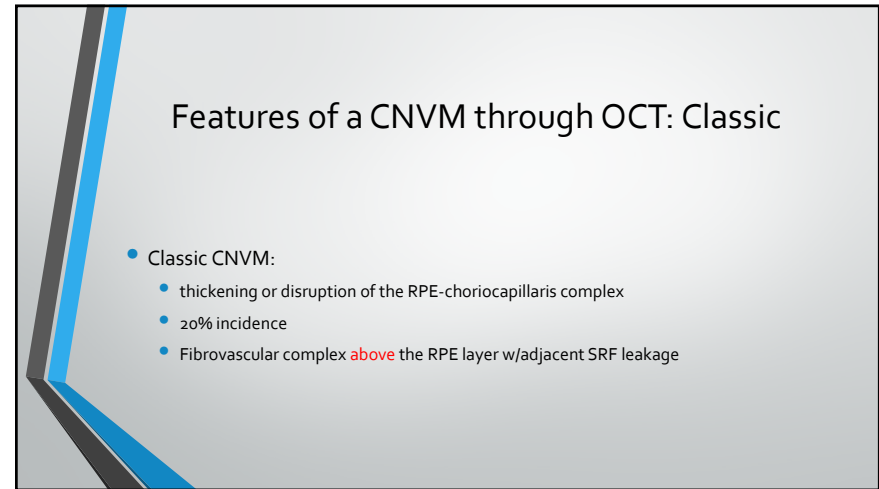 Features of a CNVM through OCT: Classic
Classic CNVM:
thickening or disruption of the RPE-choriocapillaris complex
20% incidence
Fibrovascular complex above the RPE layer w/adjacent SRF leakage